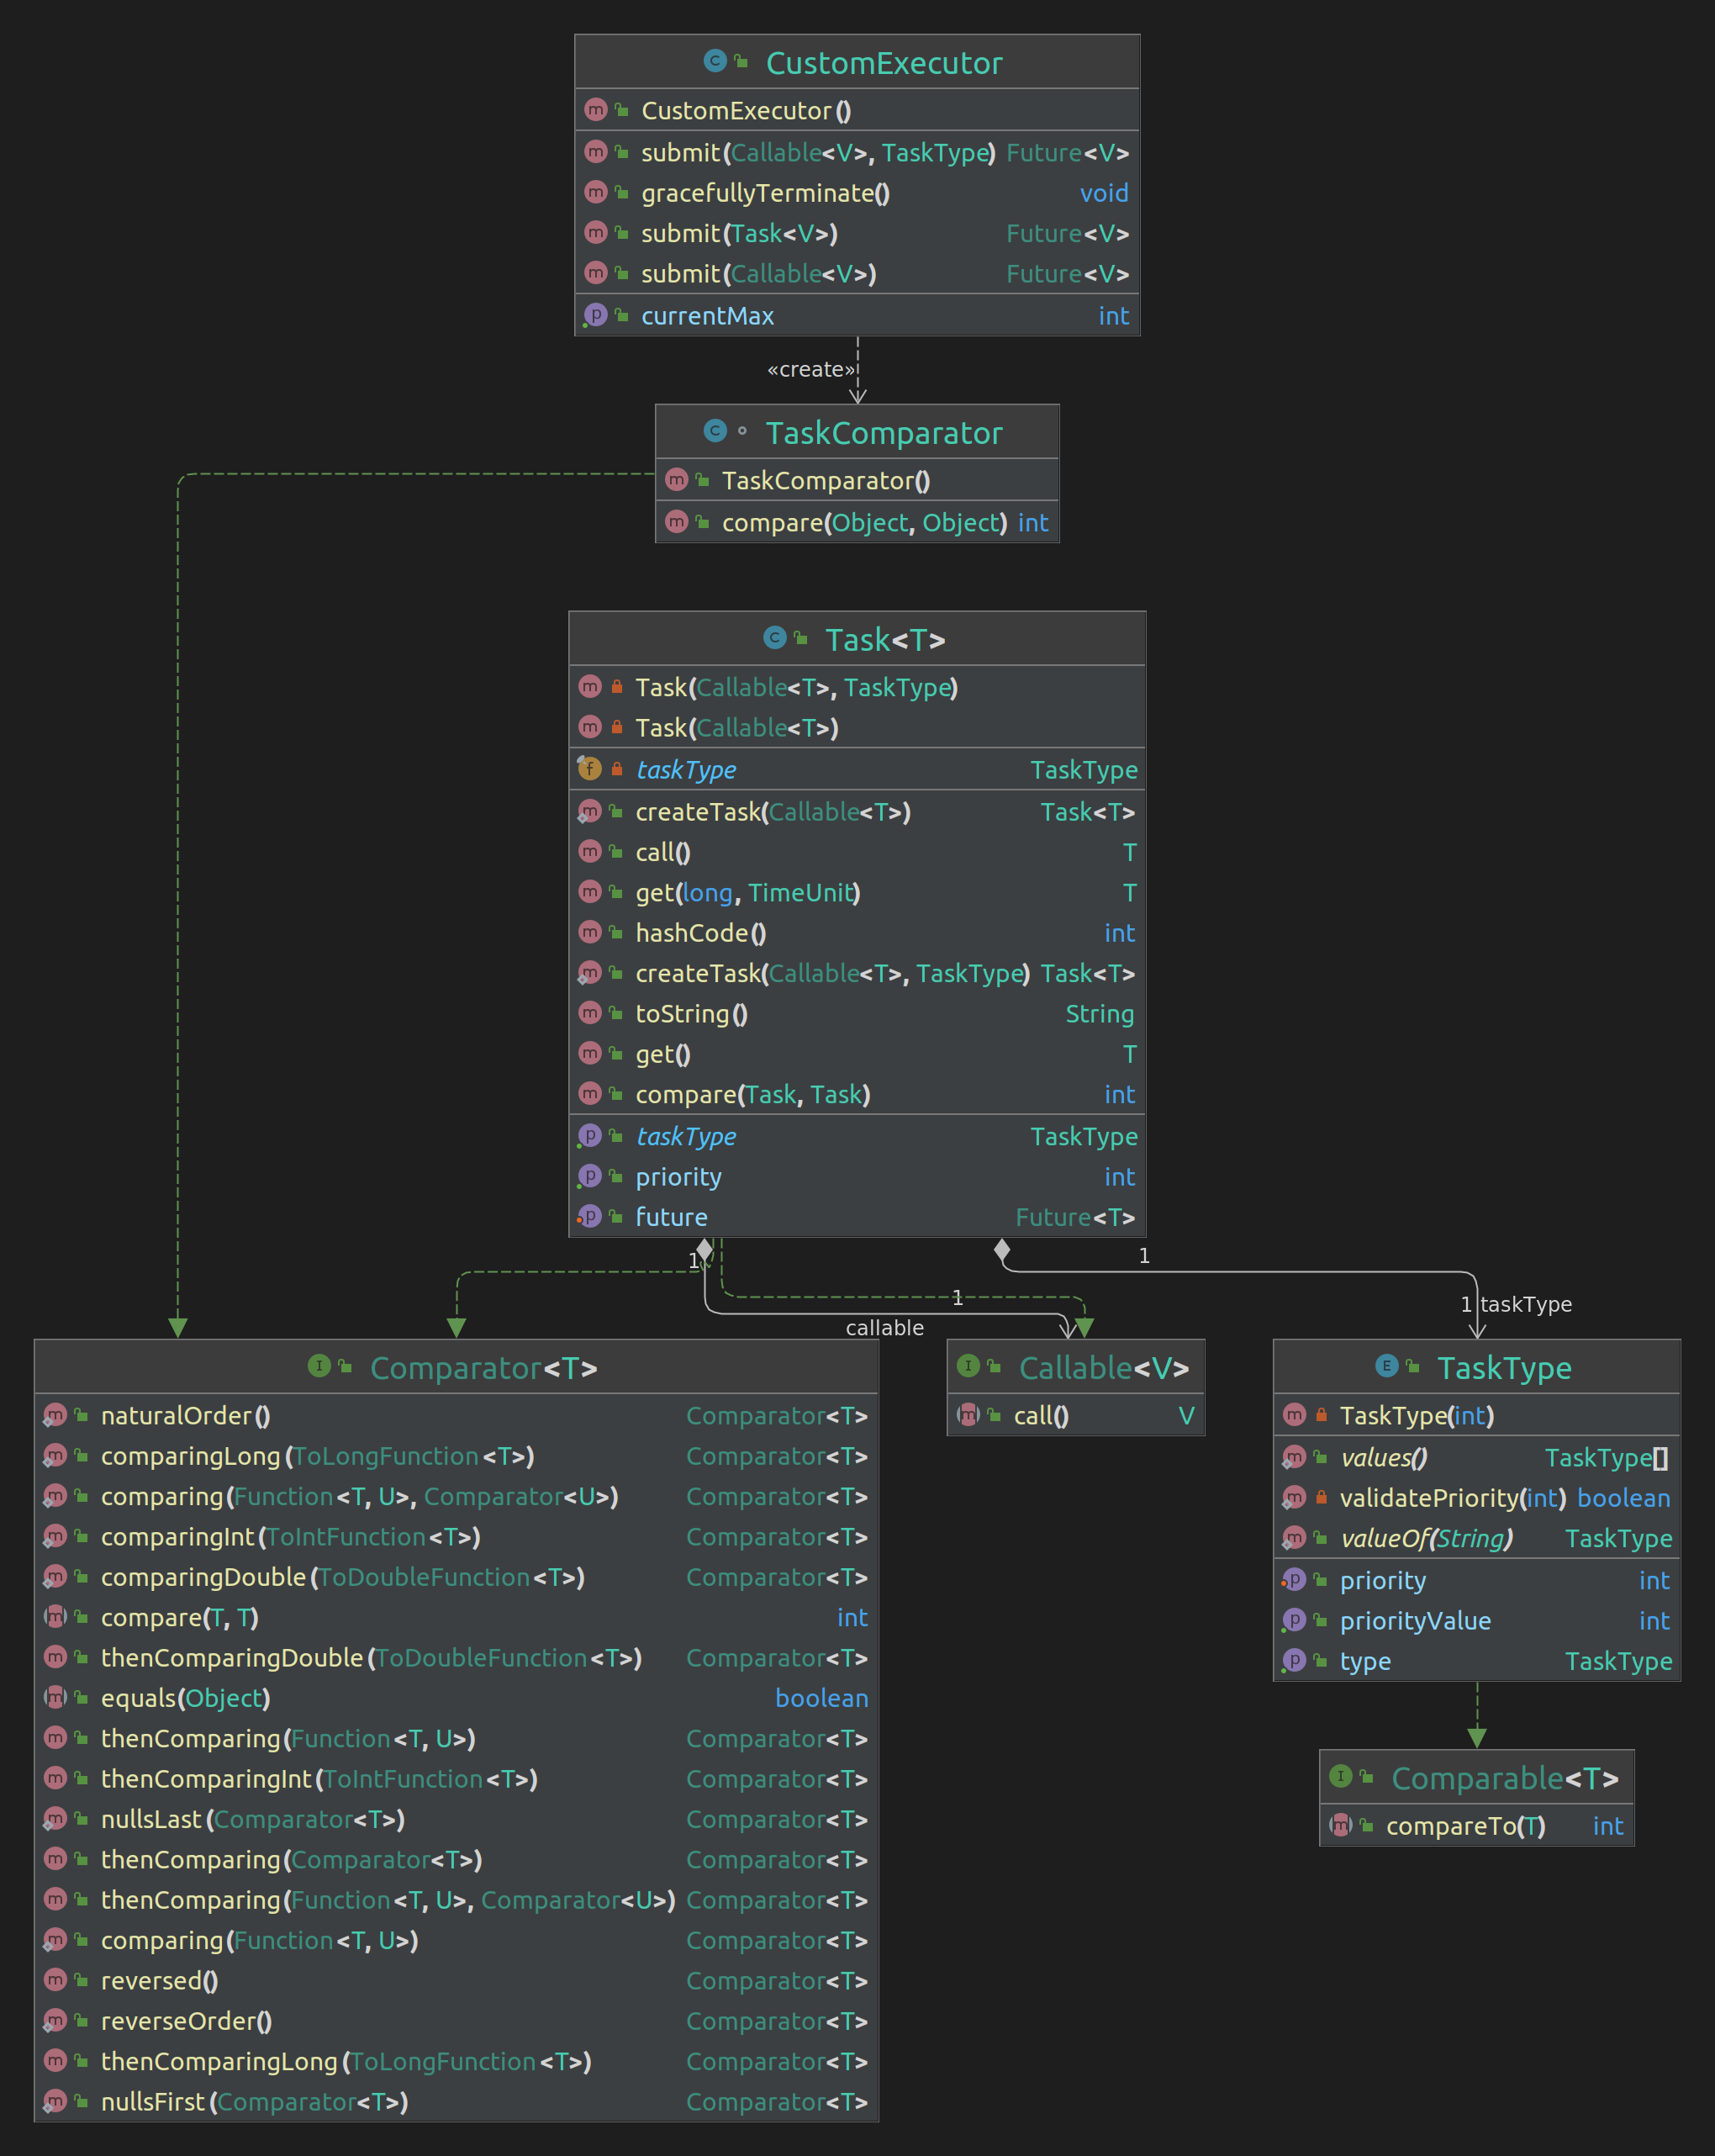 CustomExecutor
CustomExecutor()
submit(Callable<V>, TaskType) Future<V>
gracefullyTerminate() void
submit(Task<V>) Future<V>
submit(Callable<V>) Future<V>
currentMax int
«create»
TaskComparator
TaskComparator()
compare(Object, Object) int
Task<T>
Task(Callable<T>, TaskType)
Task(Callable<T>)
taskType TaskType
createTask(Callable<T>) Task<T>
call() T
get(long, TimeUnit) T
hashCode() int
createTask(Callable<T>, TaskType) Task<T>
toString() String
get() T
compare(Task, Task) int
taskType TaskType
priority int
future Future<T>
1
1
1
callable
1 taskType
Comparator<T>
naturalOrder() Comparator<T>
comparingLong(ToLongFunction<T>) Comparator<T>
comparing(Function<T, U>, Comparator<U>) Comparator<T>
comparingInt(ToIntFunction<T>) Comparator<T>
comparingDouble(ToDoubleFunction<T>) Comparator<T>
compare(T, T) int
thenComparingDouble(ToDoubleFunction<T>) Comparator<T>
equals(Object) boolean
thenComparing(Function<T, U>) Comparator<T>
thenComparingInt(ToIntFunction<T>) Comparator<T>
nullsLast(Comparator<T>) Comparator<T>
thenComparing(Comparator<T>) Comparator<T>
thenComparing(Function<T, U>, Comparator<U>) Comparator<T>
comparing(Function<T, U>) Comparator<T>
reversed() Comparator<T>
reverseOrder() Comparator<T>
thenComparingLong(ToLongFunction<T>) Comparator<T>
nullsFirst(Comparator<T>) Comparator<T>
Callable<V>
call() V
TaskType
TaskType(int)
values() TaskType[]
validatePriority(int) boolean
valueOf(String) TaskType
priority int
priorityValue int
type TaskType
Comparable<T>
compareTo(T) int